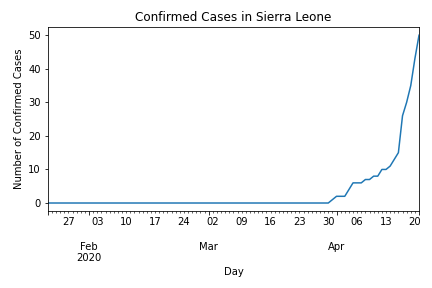 Confirmed Cases in Sierra Leone
50
40
30
20
10
0
Number of Confirmed Cases
27 03 10 17 24 02 09 16 23 30 06 13 20
Feb Mar Apr
2020
Day